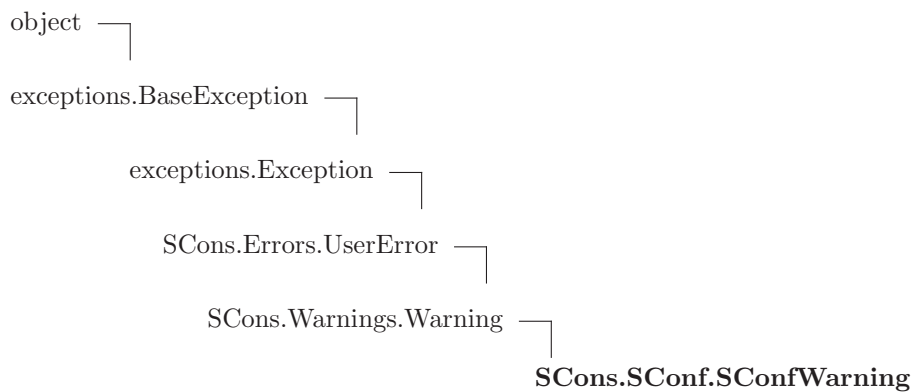 object
exceptions.BaseException
exceptions.Exception
SCons.Errors.UserError
SCons.Warnings.Warning
SCons.SConf.SConfWarning